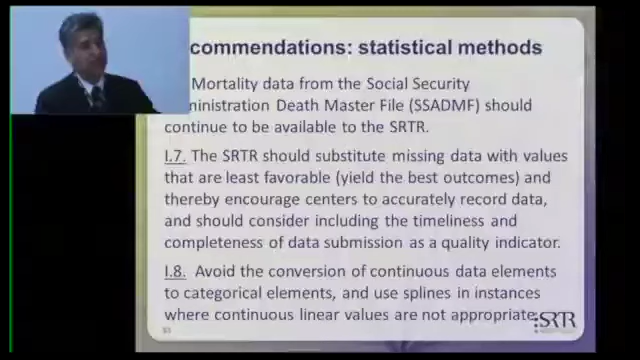 commendations: statistical methods
Mortality data from the Social Security
ninistration Death Master File (SSADMF) should
continue to be available to the SRTR.
I.7. The SRTR should substitute missing data with values
that are least favorable (yield the best outcomes) and
thereby encourage centers to accurately record data,
and should consider including the timeliness and
completeness of data submission as a quality indicator.
I.8. Avoid the conversion of continuous data elements
to categorical elements, and use splines in instances
where continuous linear values are not appropriate.
SRTR